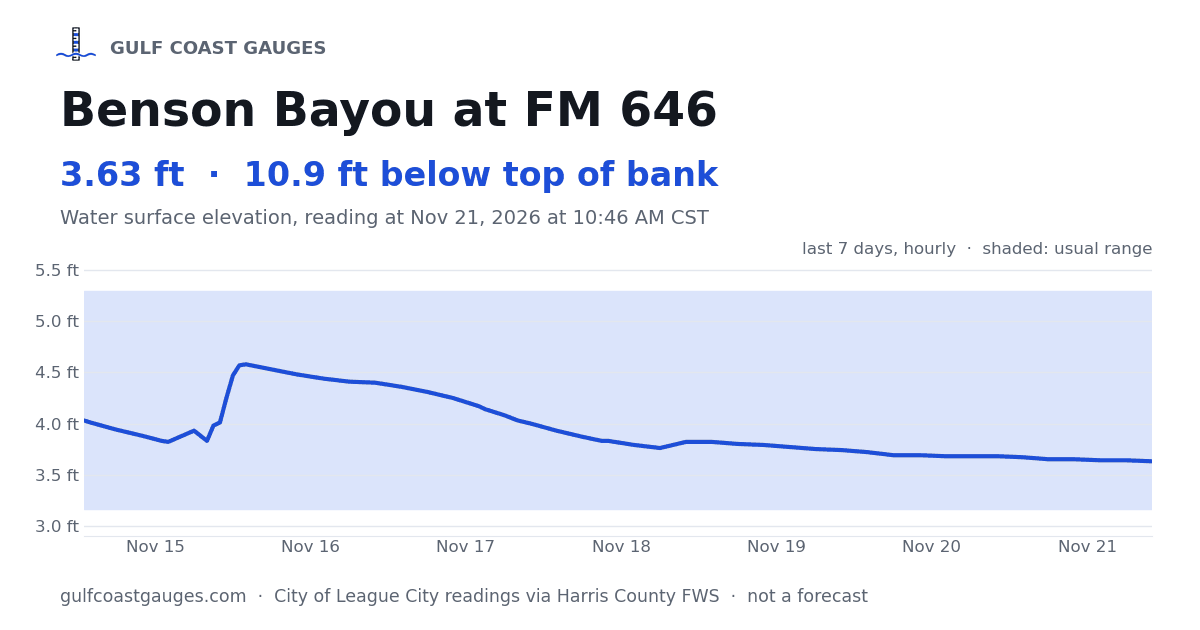 GULF COAST GAUGES
Benson Bayou at FM 646
3.63 ft · 10.9 ft below top of bank
Water surface elevation, reading at Nov 21, 2026 at 10:46 AM CST
last 7 days, hourly · shaded: usual range
5.5 ft
5.0 ft
4.5 ft
4.0 ft
3.5 ft
3.0 ft
Nov 15 Nov 16 Nov 17 Nov 18 Nov 19 Nov 20 Nov 21
gulfcoastgauges.com · City of League City readings via Harris County FWS · not a forecast